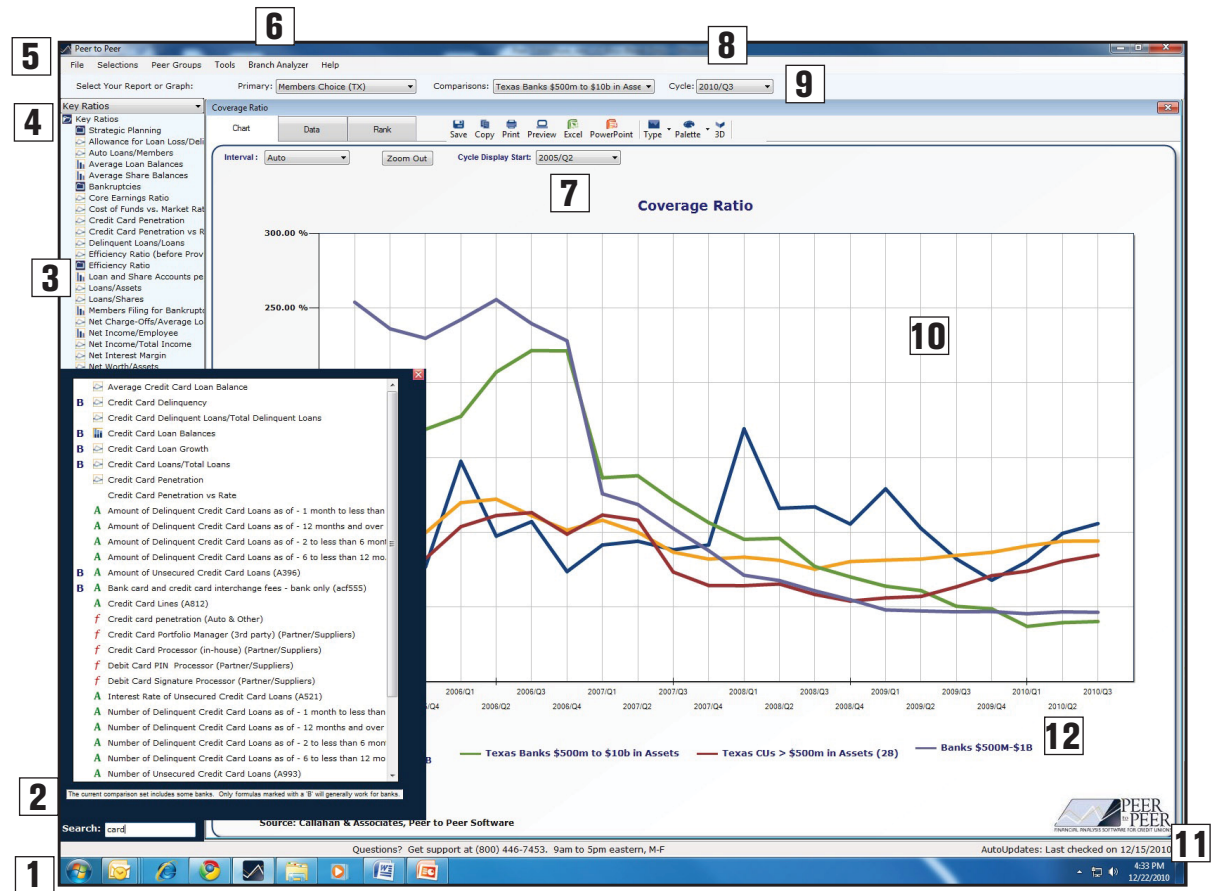 6
8
5
Peer to Peer
File Selections Peer Groups Tools Branch Analyzer Help
Select Your Report or Graph: Primary: Members Choice (TX) Comparisons: Texas Banks $500m to $10b in Asse Cycle: 2010/Q3
9
4
Key Ratios
Coverage Ratio
Chart Data Rank Save Copy Print Preview Excel PowerPoint Type Palette 3D
Interval : Auto Zoom Out Cycle Display Start: 2005/Q2
7
Key Ratios
Strategic Planning
Allowance for Loan Loss/Deli
Auto Loans/Members
Average Loan Balances
Average Share Balances
Bankruptcies
Core Earnings Ratio
Cost of Funds vs. Market Rat
Credit Card Penetration
Credit Card Penetration vs R
Delinquent Loans/Loans
Efficiency Ratio (before Prov
Efficiency Ratio
Loan and Share Accounts pe
Loans/Assets
Loans/Shares
Members Filing for Bankrupt
Net Charge-Offs/Average Lo
Net Income/Employee
Net Income/Total Income
Net Interest Margin
Net Worth/Assets
3
Coverage Ratio
300.00 %
250.00 %
10
Average Credit Card Loan Balance
B Credit Card Delinquency
Credit Card Delinquent Loans/Total Delinquent Loans
B Credit Card Loan Balances
B Credit Card Loan Growth
B Credit Card Loans/Total Loans
Credit Card Penetration
Credit Card Penetration vs Rate
A Amount of Delinquent Credit Card Loans as of - 1 month to less than
A Amount of Delinquent Credit Card Loans as of - 12 months and over
A Amount of Delinquent Credit Card Loans as of - 2 to less than 6 mont
A Amount of Delinquent Credit Card Loans as of - 6 to less than 12 mo
B A Amount of Unsecured Credit Card Loans (A396)
B A Bank card and credit card interchange fees - bank only (acf555)
A Credit Card Lines (A812)
f Credit card penetration (Auto & Other)
f Credit Card Portfolio Manager (3rd party) (Partner/Suppliers)
f Credit Card Processor (in-house) (Partner/Suppliers)
f Debit Card PIN Processor (Partner/Suppliers)
f Debit Card Signature Processor (Partner/Suppliers)
A Interest Rate of Unsecured Credit Card Loans (A521)
A Number of Delinquent Credit Card Loans as of - 1 month to less than
A Number of Delinquent Credit Card Loans as of - 12 months and over
A Number of Delinquent Credit Card Loans as of - 2 to less than 6 mon
A Number of Delinquent Credit Card Loans as of - 6 to less than 12 mo
A Number of Unsecured Credit Card Loans (A993)
2006/Q1 2006/Q3 2007/Q1 2007/Q3 2008/Q1 2008/Q3 2009/Q1 2009/Q3 2010/Q1 2010/Q3
/Q4 2006/Q2 2006/Q4 2007/Q2 2007/Q4 2008/Q2 2008/Q4 2009/Q2 2009/Q4 2010/Q2
12
B Texas Banks $500m to $10b in Assets Texas CUs > $500m in Assets (28) Banks $500M-$1B
2
The current comparison set includes some banks. Only formulas marked with a 'B' will generally work for banks.
Search: card
Source: Callahan & Associates, Peer to Peer Software
PEER
to PEER
FINANCIAL ANALYSIS SOFTWARE FOR CREDIT UNIONS
11
Questions? Get support at (800) 446-7453. 9am to 5pm eastern, M-F AutoUpdates: Last checked on 12/15/2010
1
4:33 PM
12/22/2010